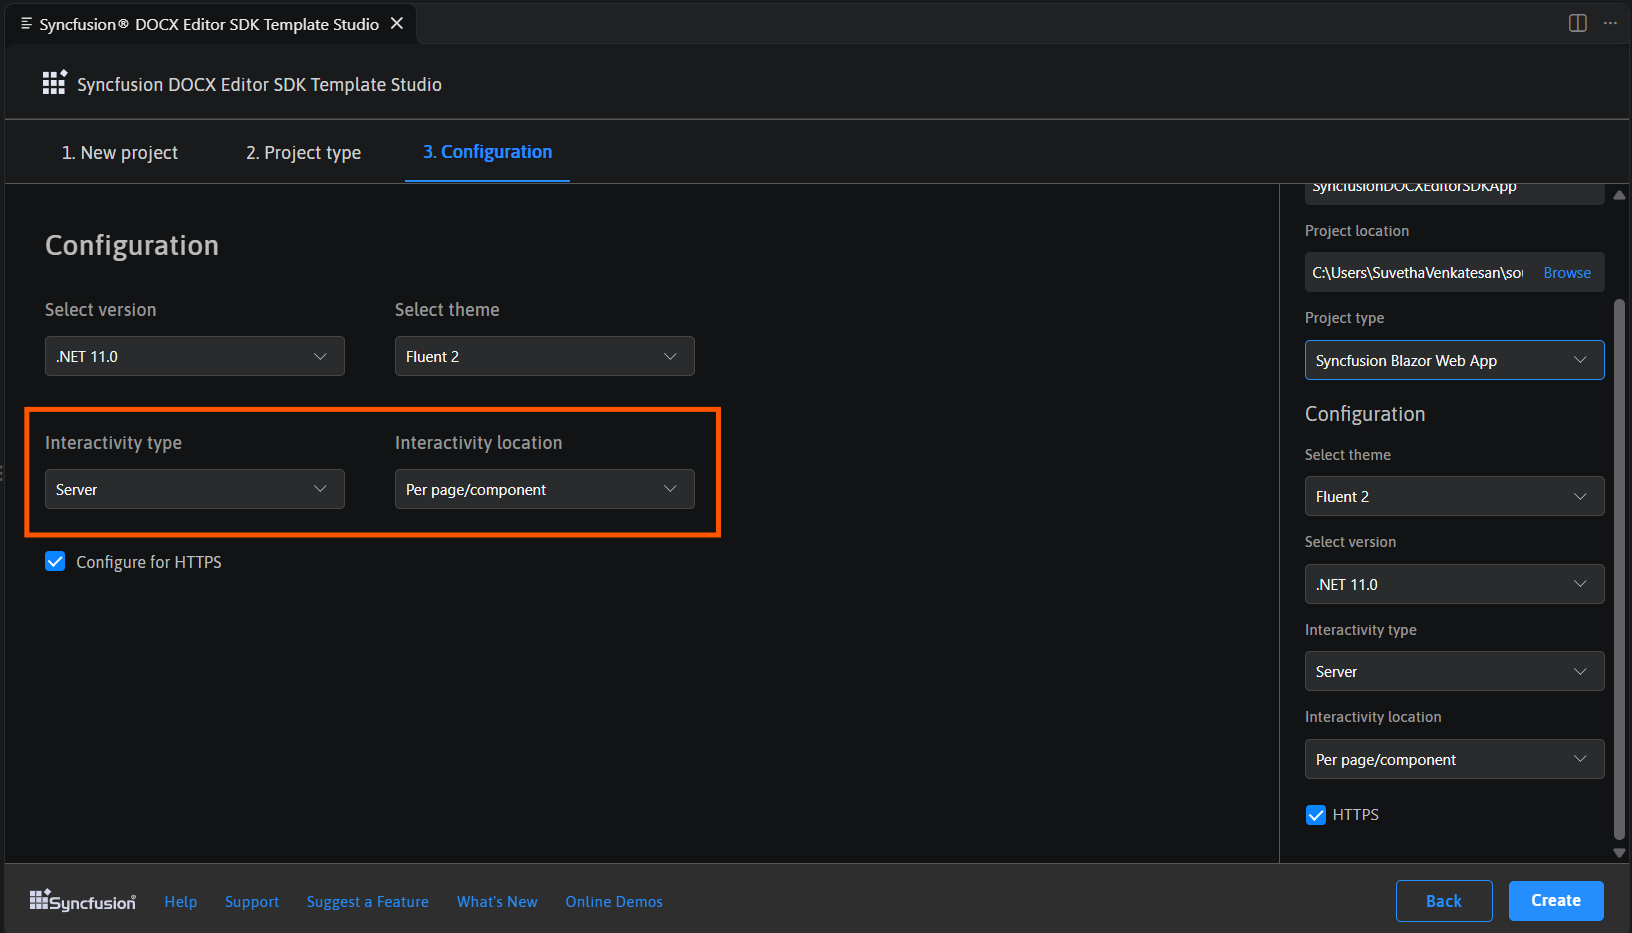 Syncfusion® DOCX Editor SDK Template Studio
Syncfusion DOCX Editor SDK Template Studio
1. New project
2. Project type
3. Configuration
Configuration
Select version
Select theme
.NET 11.0
Fluent 2
Interactivity type
Interactivity location
Server
Per page/component
Configure for HTTPS
SyncfusionDOCXEditorSDKApp
Project location
C:\Users\SuvethaVenkatesan\sou
Browse
Project type
Syncfusion Blazor Web App
Configuration
Select theme
Fluent 2
Select version
.NET 11.0
Interactivity type
Server
Interactivity location
Per page/component
HTTPS
Syncfusion®
Help
Support
Suggest a Feature
What's New
Online Demos
Back
Create